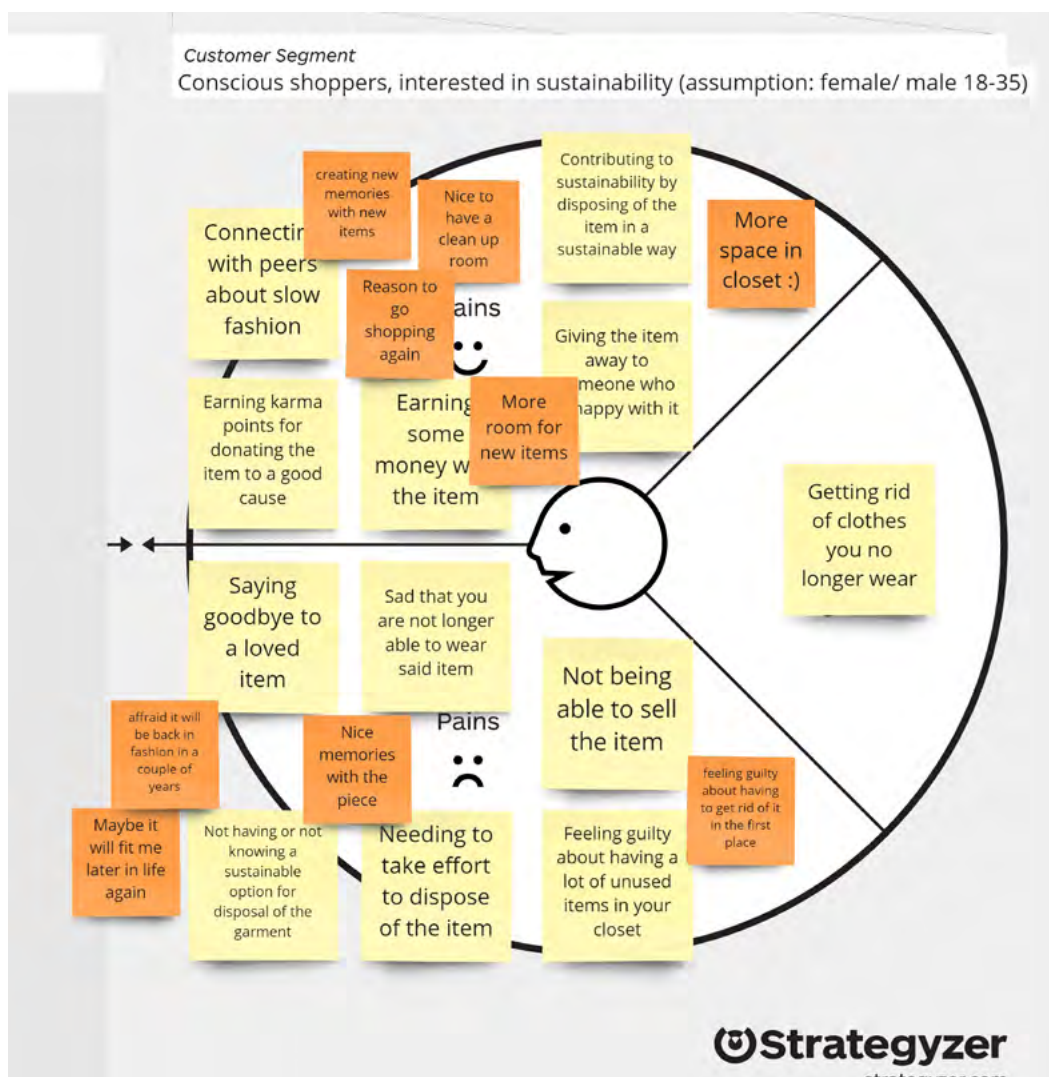 Customer Segment
Conscious shoppers, interested in sustainability (assumption: female/ male 18-35)
creating new
memories
with new
items
Nice to
have a
clean up
room
Contributing to
sustainability by
disposing of the
item in a
sustainable way
More
space in
closet :)
Connectin
with peers
about slow
fashion
Reason to
go
shopping
again
ains
Giving the item
away to
meone who
happy with it
Earning karma
points for
donating the
item to a good
cause
Earning
some
money w
the item
More
room for
new items
Getting rid
of clothes
you no
longer wear
Saying
goodbye to
a loved
item
Sad that you
are not longer
able to wear
said item
Not being
able to sell
the item
Pains
affraid it will
be back in
fashion in a
couple of
years
Nice
memories
with the
piece
feeling guilty
about having
to get rid of it
in the first
place
Maybe it
will fit me
later in life
again
Not having or not
knowing a
sustainable
option for
disposal of the
garment
Needing to
take effort
to dispose
of the item
Feeling guilty
about having a
lot of unused
items in your
closet
Strategyzer